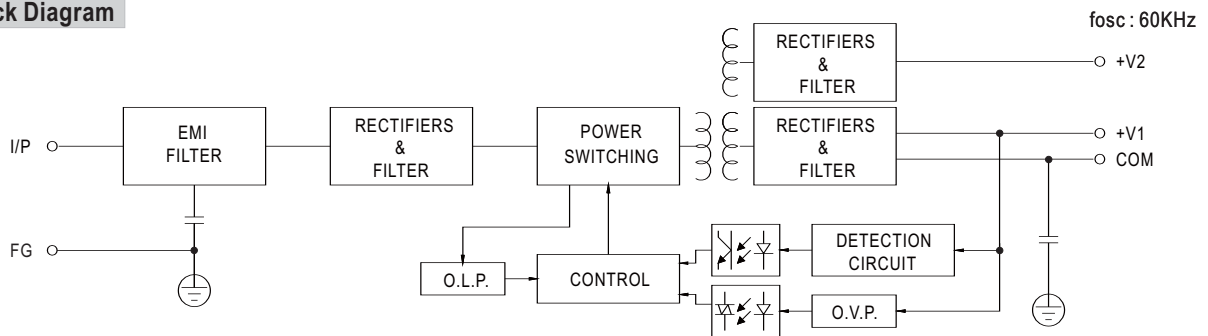 ck Diagram
fosc : 60KHz
RECTIFIERS
&
FILTER
+V2
I/P
EMI
FILTER
RECTIFIERS
&
FILTER
POWER
SWITCHING
RECTIFIERS
&
FILTER
+V1
COM
FG
O.L.P.
CONTROL
DETECTION
CIRCUIT
O.V.P.